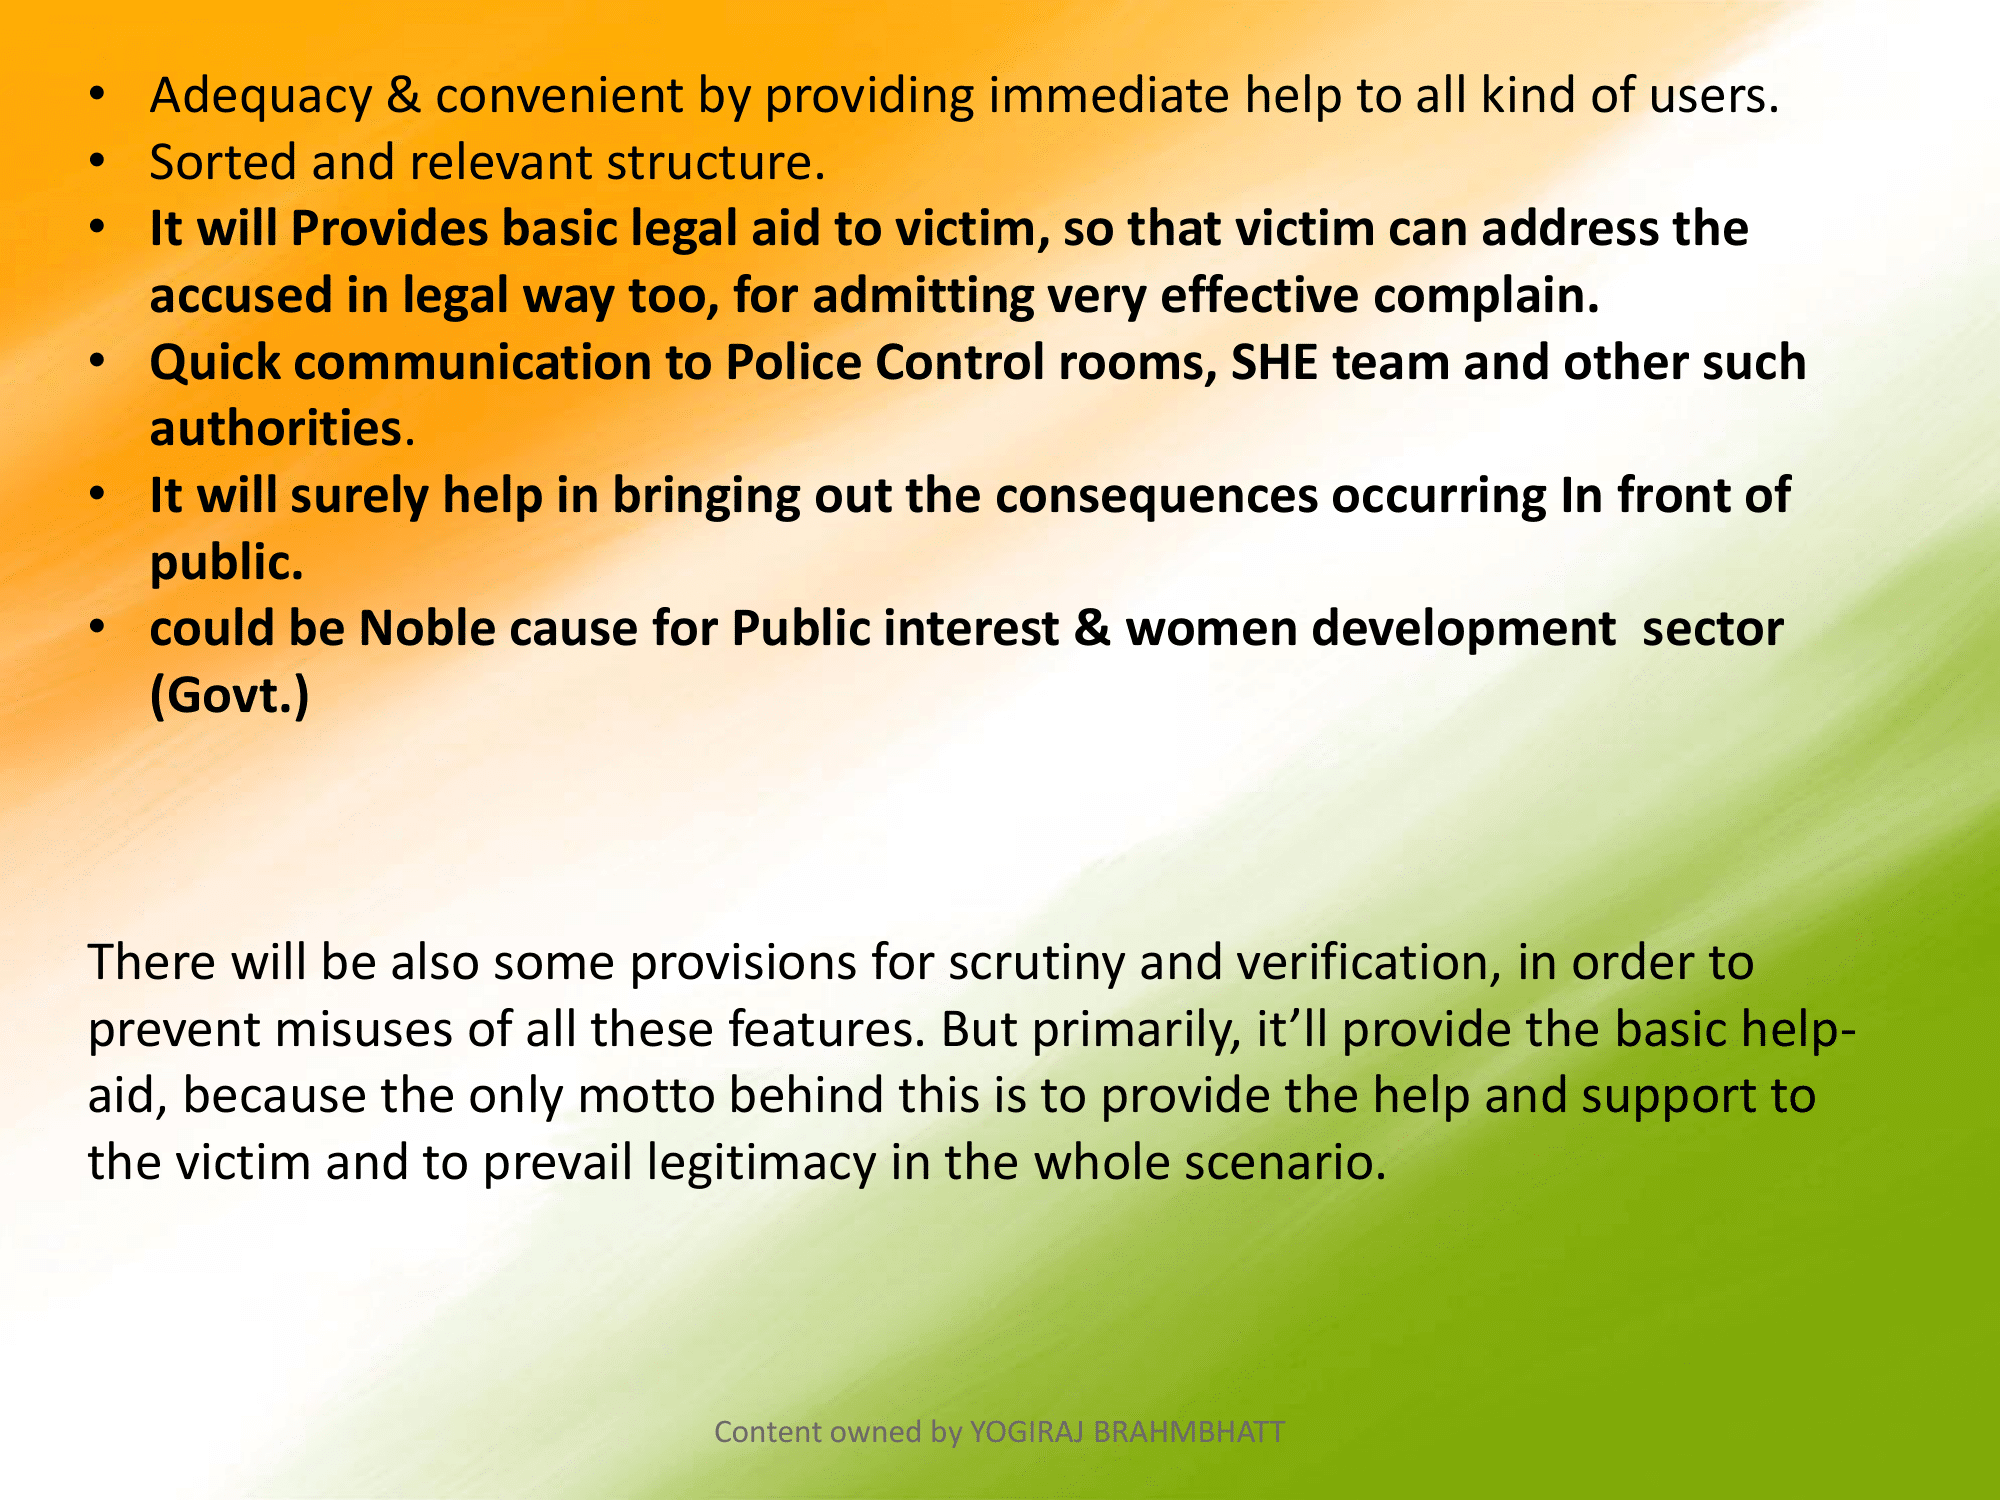 • Adequacy & convenient by providing immediate help to all kind of users.
• Sorted and relevant structure.
• It will Provides basic legal aid to victim, so that victim can address the
accused in legal way too, for admitting very effective complain.
• Quick communication to Police Control rooms, SHE team and other such
authorities.
• It will surely help in bringing out the consequences occurring In front of
public.
• could be Noble cause for Public interest & women development  sector
(Govt.)
There will be also some provisions for scrutiny and verification, in order to
prevent misuses of all these features. But primarily, it’ll provide the basic help-
aid, because the only motto behind this is to provide the help and support to
the victim and to prevail legitimacy in the whole scenario.
Content owned by YOGIRAJ BRAHMBHATT